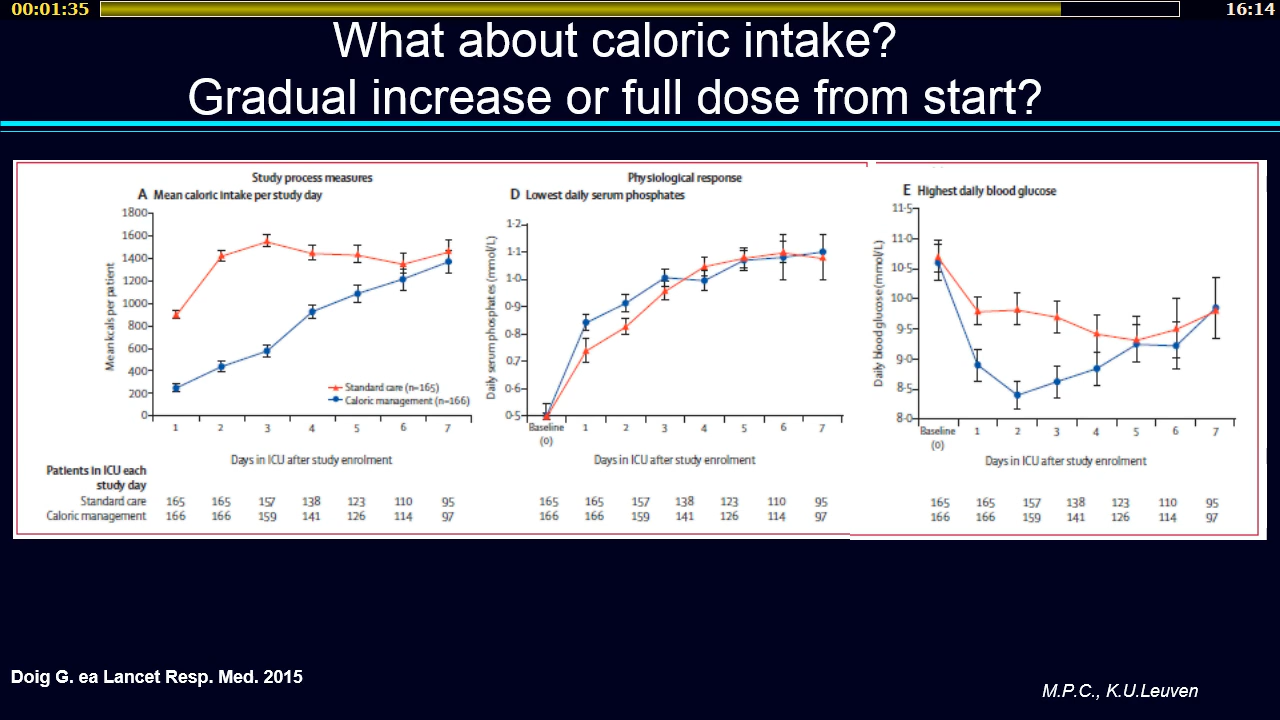 00:01:35
16:14
What about caloric intake?
Gradual increase or full dose from start?
Study process measures
A Mean caloric intake per study day
1800
1600
1400
1200
1000
800
600
400
200
0
Mean kcals per patient
Standard care (n=165)
Caloric management (n=166)
1 2 3 4 5 6 7
Days in ICU after study enrolment
Physiological response
D Lowest daily serum phosphates
1·2
1·1
1·0
0·9
0·8
0·7
0·6
0·5
Daily serum phosphates (mmol/L)
Baseline 1 2 3 4 5 6 7
(0)
Days in ICU after study enrolment
E Highest daily blood glucose
11·5
11·0
10·5
10·0
9·5
9·0
8·5
8·0
Daily blood glucose (mmol/L)
Baseline 1 2 3 4 5 6 7
(0)
Days in ICU after study enrolment
Patients in ICU each
study day
Standard care 165 165 157 138 123 110 95 165 165 157 138 123 110 95 165 165 157 138 123 110 95
Caloric management 166 166 159 141 126 114 97 166 166 159 141 126 114 97 166 166 159 141 126 114 97
Doig G. ea Lancet Resp. Med. 2015
M.P.C., K.U.Leuven